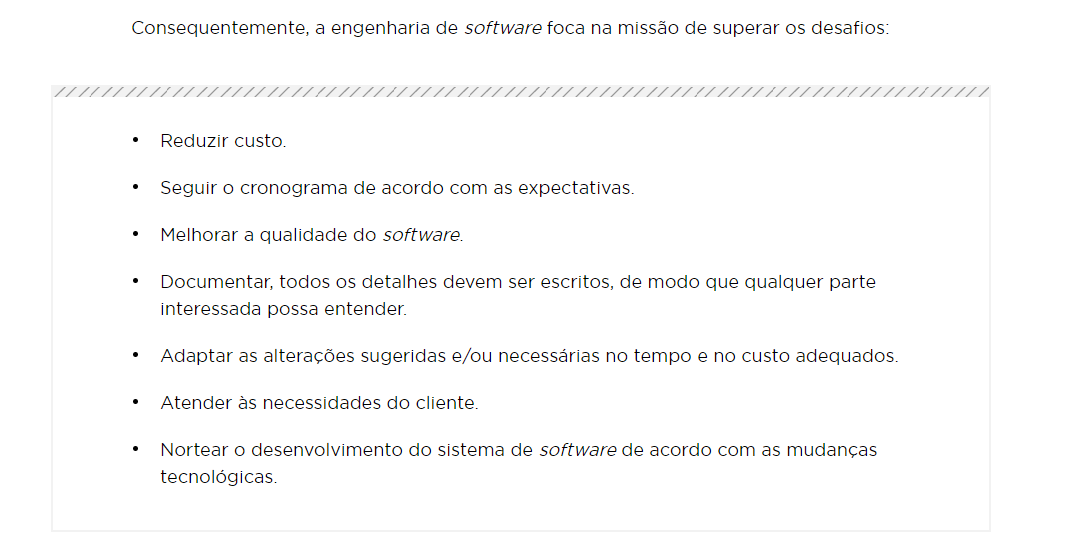 Consequentemente, a engenharia de software foca na missão de superar os desafios:
• Reduzir custo.
• Seguir o cronograma de acordo com as expectativas.
• Melhorar a qualidade do software.
• Documentar, todos os detalhes devem ser escritos, de modo que qualquer parte
interessada possa entender.
• Adaptar as alterações sugeridas e/ou necessárias no tempo e no custo adequados.
• Atender às necessidades do cliente.
• Nortear o desenvolvimento do sistema de software de acordo com as mudanças
tecnológicas.